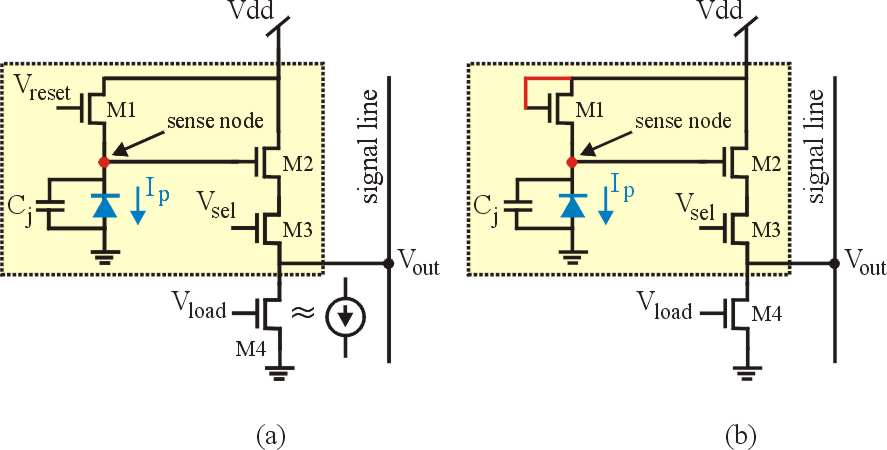 Vdd
Vreset
M1
sense node
M2
Cj
Ip
Vsel
M3
signal line
Vout
Vload
≈
M4
(a)
Vdd
M1
sense node
M2
Cj
Ip
Vsel
M3
signal line
Vout
Vload
M4
(b)